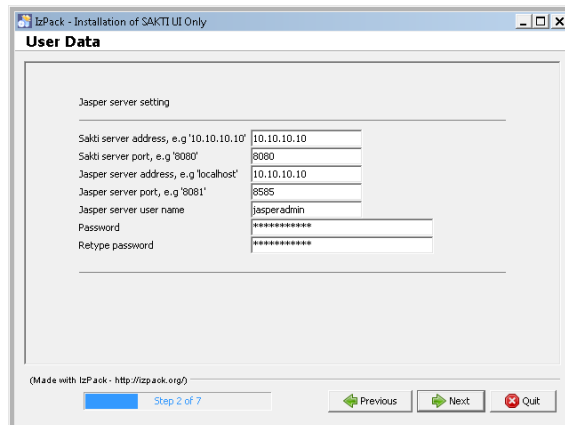 IzPack - Installation of SAKTI UI Only
User Data
Jasper server setting
Sakti server address, e.g '10.10.10.10' 10.10.10.10
Sakti server port, e.g '8080' 8080
Jasper server address, e.g 'localhost' 10.10.10.10
Jasper server port, e.g '8081' 8585
Jasper server user name jasperadmin
Password ***********
Retype password ***********
(Made with IzPack - http://izpack.org/)
Step 2 of 7 Previous Next Quit